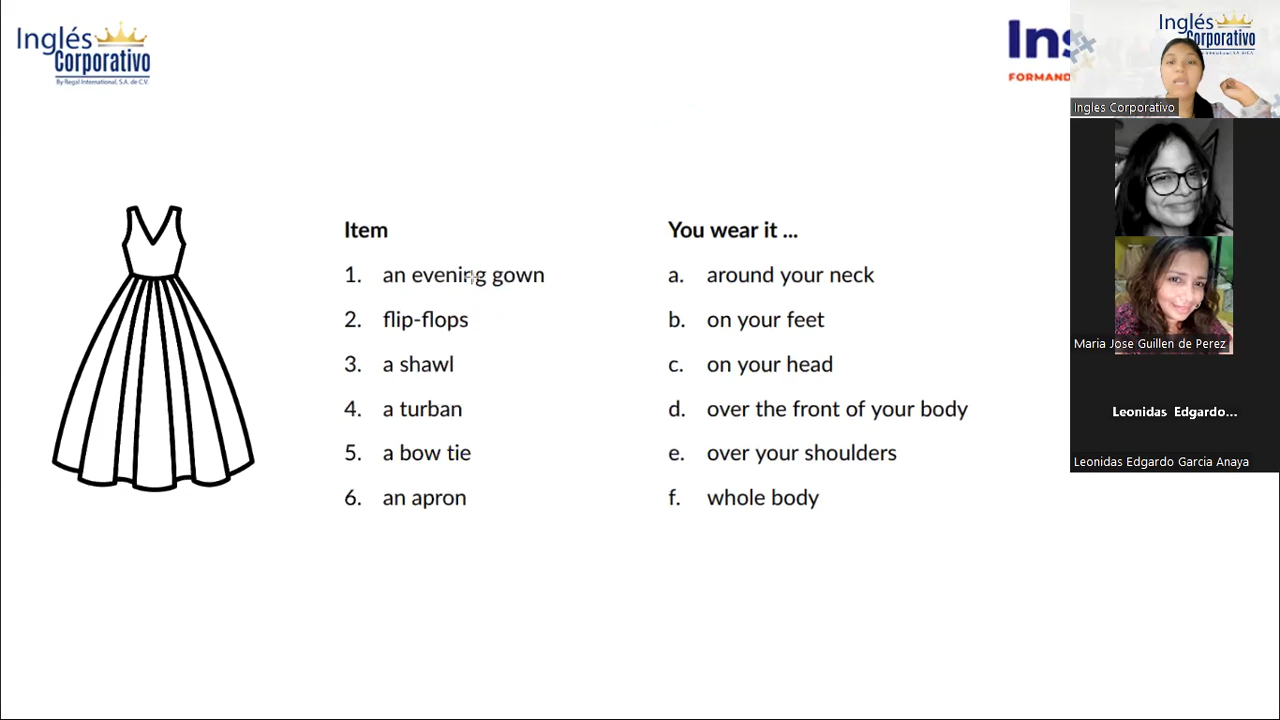 Inglés
Corporativo
By Regal International, S.A. de C.V.
FORMAND
Inglés
Corporativo
Ingles Corporativo
Item
You wear it ...
1. an evening gown
a. around your neck
2. flip-flops
b. on your feet
3. a shawl
c. on your head
4. a turban
d. over the front of your body
5. a bow tie
e. over your shoulders
6. an apron
f. whole body
Maria Jose Guillen de Perez
Leonidas Edgardo...
Leonidas Edgardo Garcia Anaya